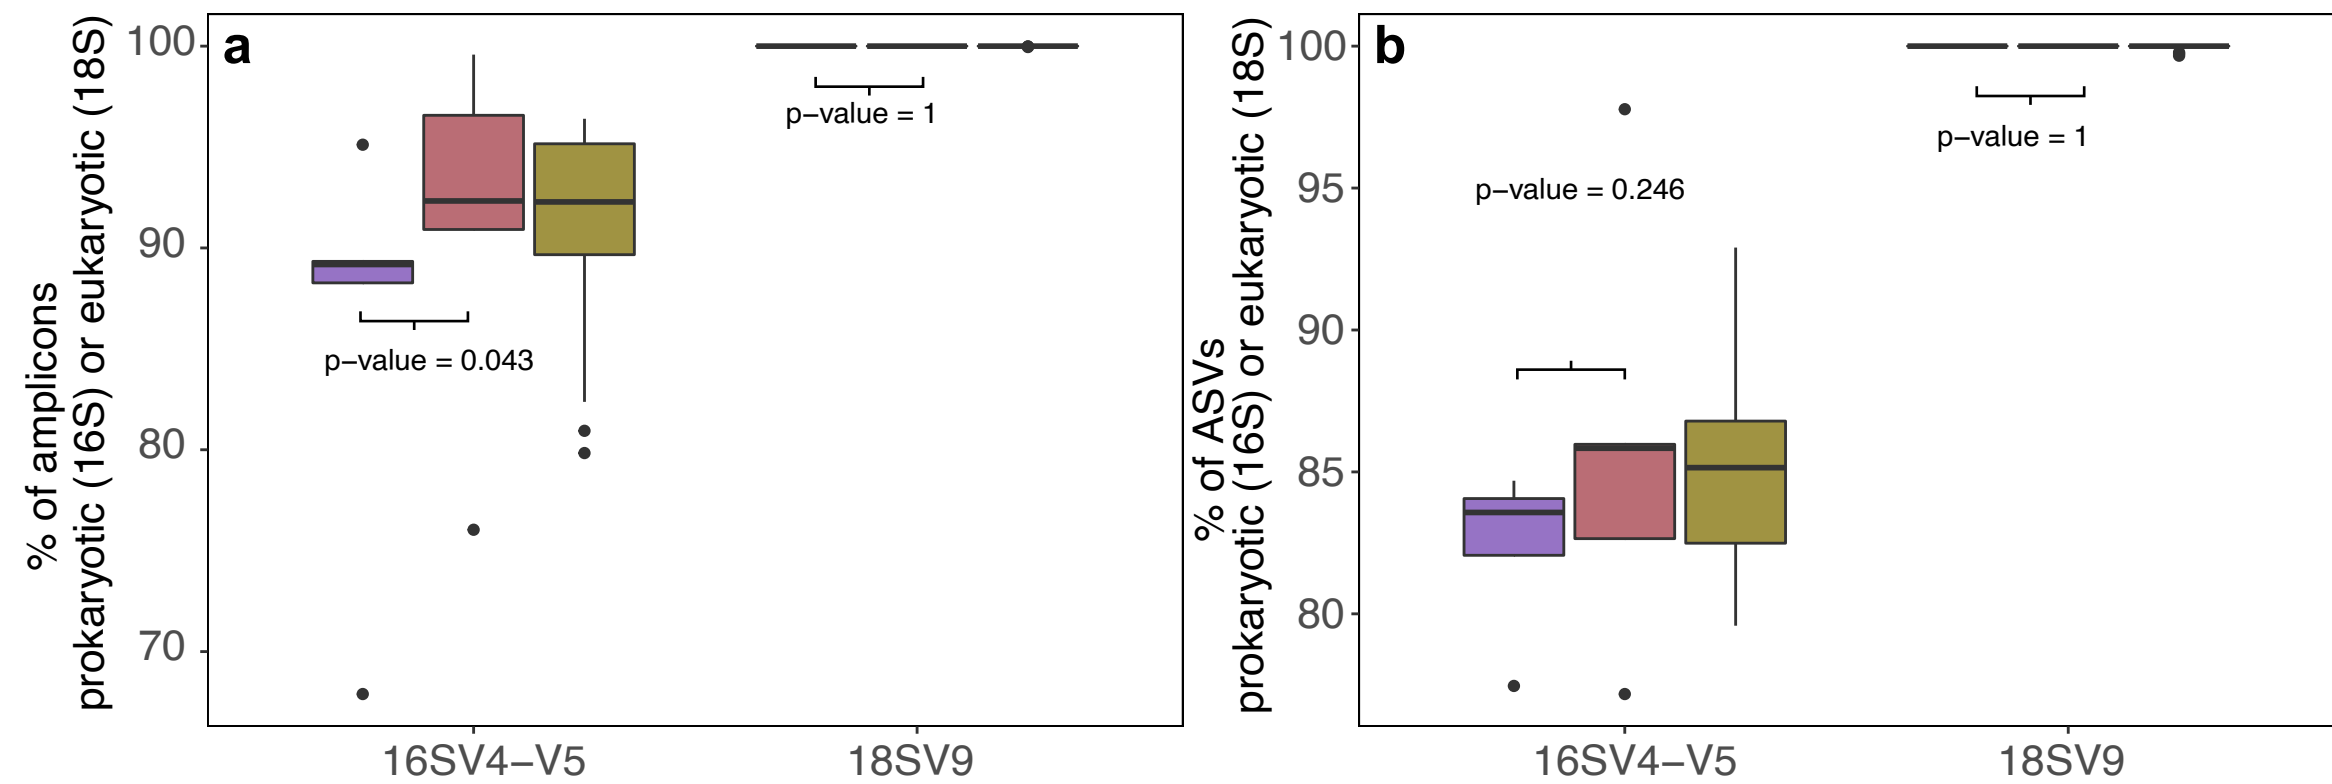 a
% of amplicons
prokaryotic (16S) or eukaryotic (18S)
100
90
80
70
p−value = 0.043
p−value = 1
16SV4−V5
18SV9
b
% of ASVs
prokaryotic (16S) or eukaryotic (18S)
100
95
90
85
80
p−value = 0.246
p−value = 1
16SV4−V5
18SV9